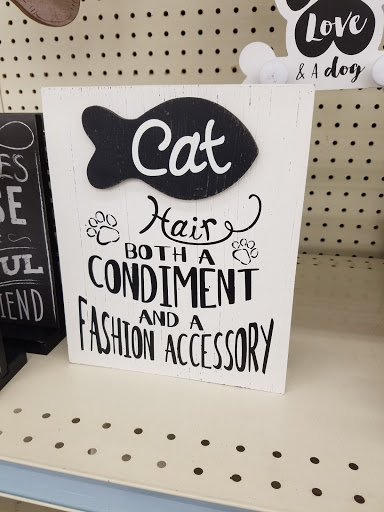 Love
& A dog
Cat
Hair
BOTH A
CONDIMENT
AND A
FASHION ACCESSORY